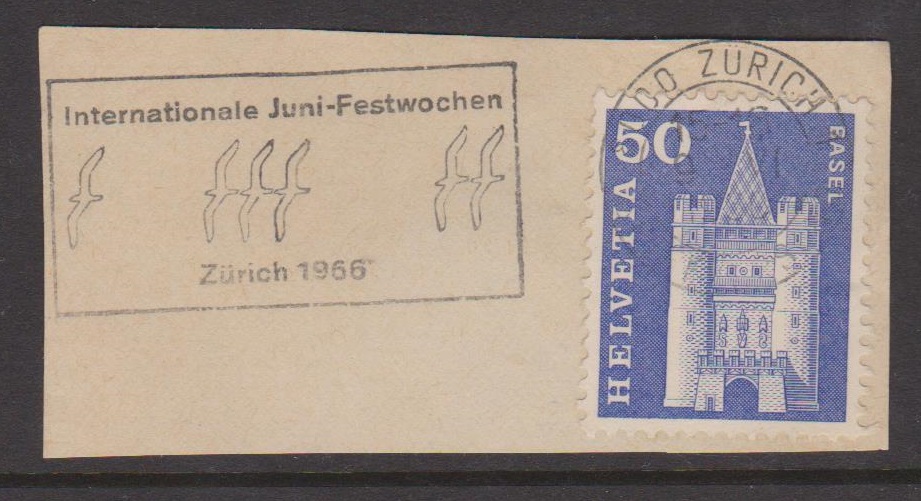 Internationale Juni-Festwochen
Zürich 1966
ZÜRICH
50
HELVETIA
BASEL